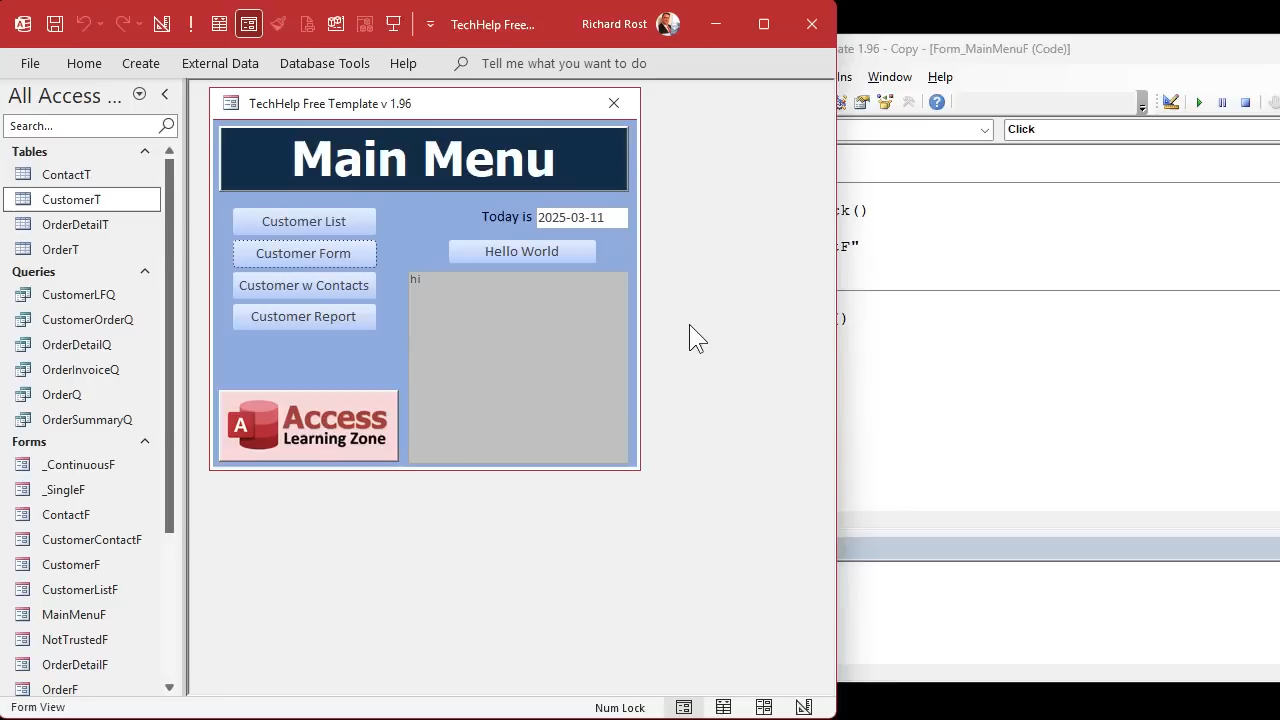 TechHelp Free...
Richard Rost
File
Home
Create
External Data
Database Tools
Help
Tell me what you want to do
All Access ...
Search...
Tables
ContactT
CustomerT
OrderDetailT
OrderT
Queries
CustomerLFQ
CustomerOrderQ
OrderDetailQ
OrderInvoiceQ
OrderQ
OrderSummaryQ
Forms
_ContinuousF
_SingleF
ContactF
CustomerContactF
CustomerF
CustomerListF
MainMenuF
NotTrustedF
OrderDetailF
OrderF
TechHelp Free Template v 1.96
Main Menu
Customer List
Customer Form
Customer w Contacts
Customer Report
Today is 2025-03-11
Hello World
hi
A
Access
Learning Zone
Form View
Num Lock
1.96 - Copy - [Form_MainMenuF (Code)]
Window
Help
Click
()
F"
)